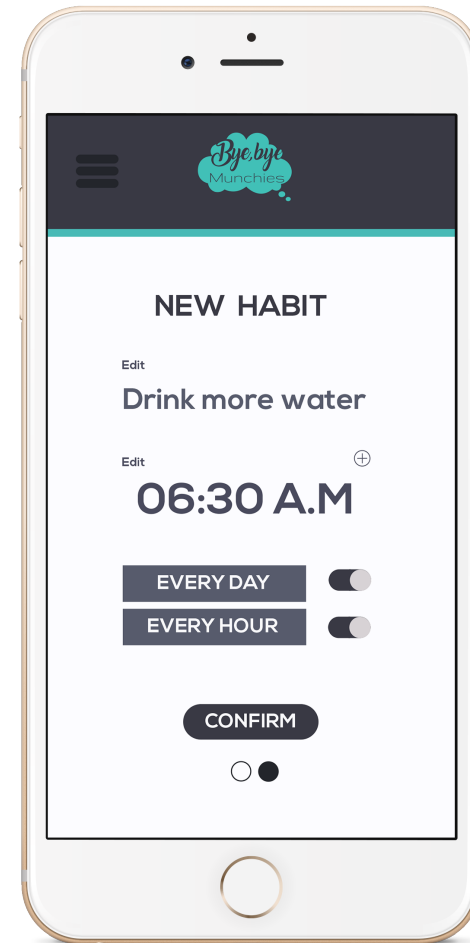 Bye, bye
Munchies
NEW HABIT
Edit
Drink more water
Edit
06:30 A.M
EVERY DAY
EVERY HOUR
CONFIRM